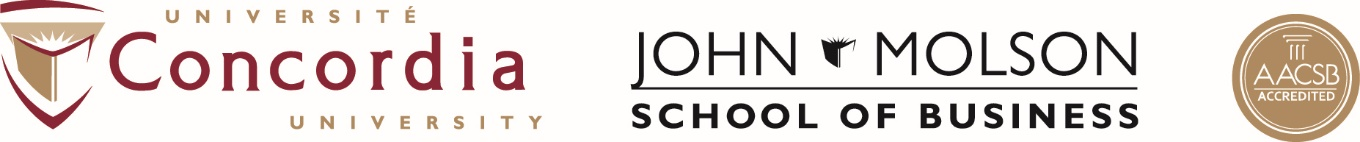 UNIVERSITÉ
Concordia
UNIVERSITY
JOHN MOLSON
SCHOOL OF BUSINESS
AACSB
ACCREDITED